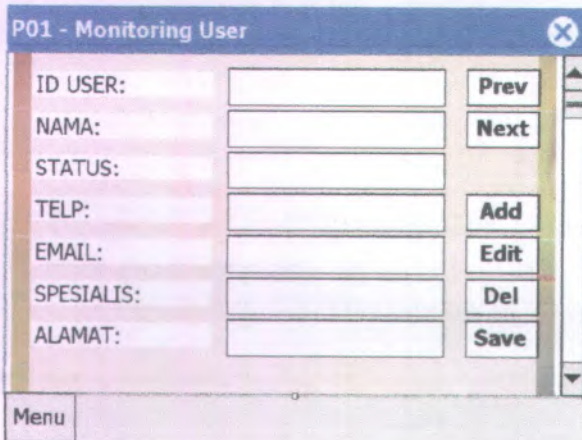 P01 - Monitoring User
ID USER: Prev
NAMA: Next
STATUS:
TELP: Add
EMAIL: Edit
SPESIALIS: Del
ALAMAT: Save
Menu